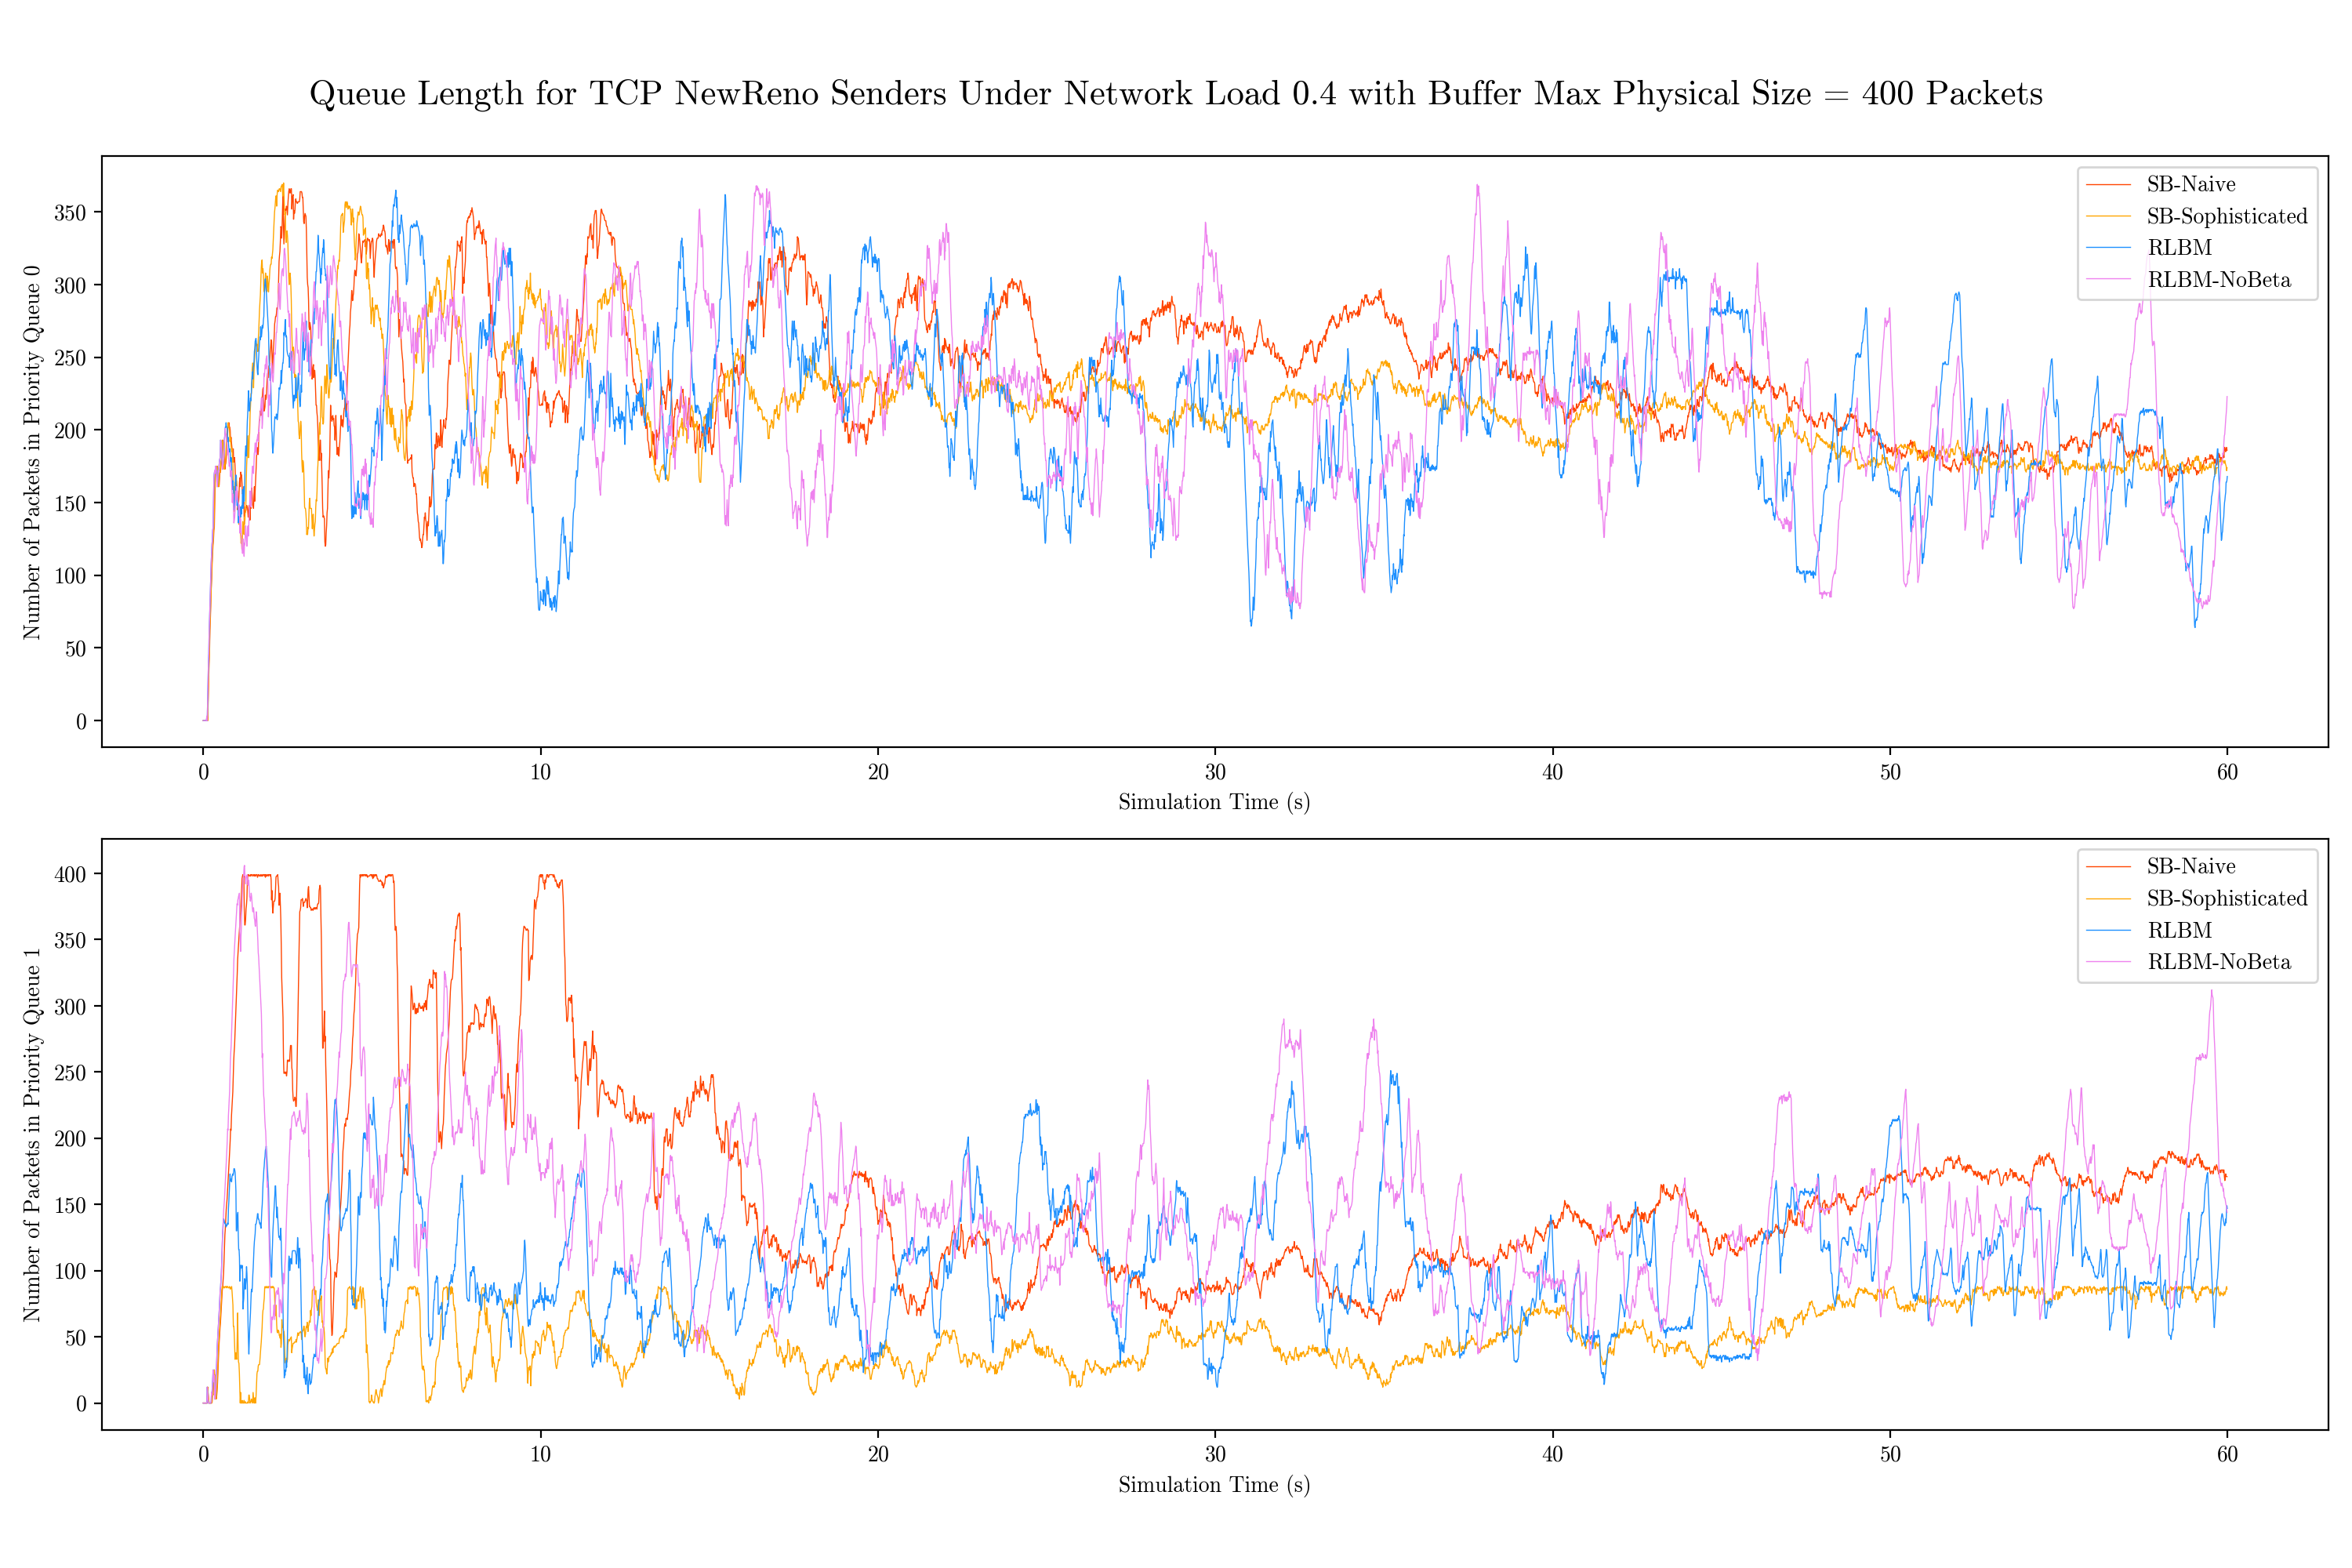 Queue Length for TCP NewReno Senders Under Network Load 0.4 with Buffer Max Physical Size = 400 Packets
Number of Packets in Priority Queue 0
350
300
250
200
150
100
50
0
SB-Naive
SB-Sophisticated
RLBM
RLBM-NoBeta
0 10 20 30 40 50 60
Simulation Time (s)
Number of Packets in Priority Queue 1
400
350
300
250
200
150
100
50
0
SB-Naive
SB-Sophisticated
RLBM
RLBM-NoBeta
0 10 20 30 40 50 60
Simulation Time (s)